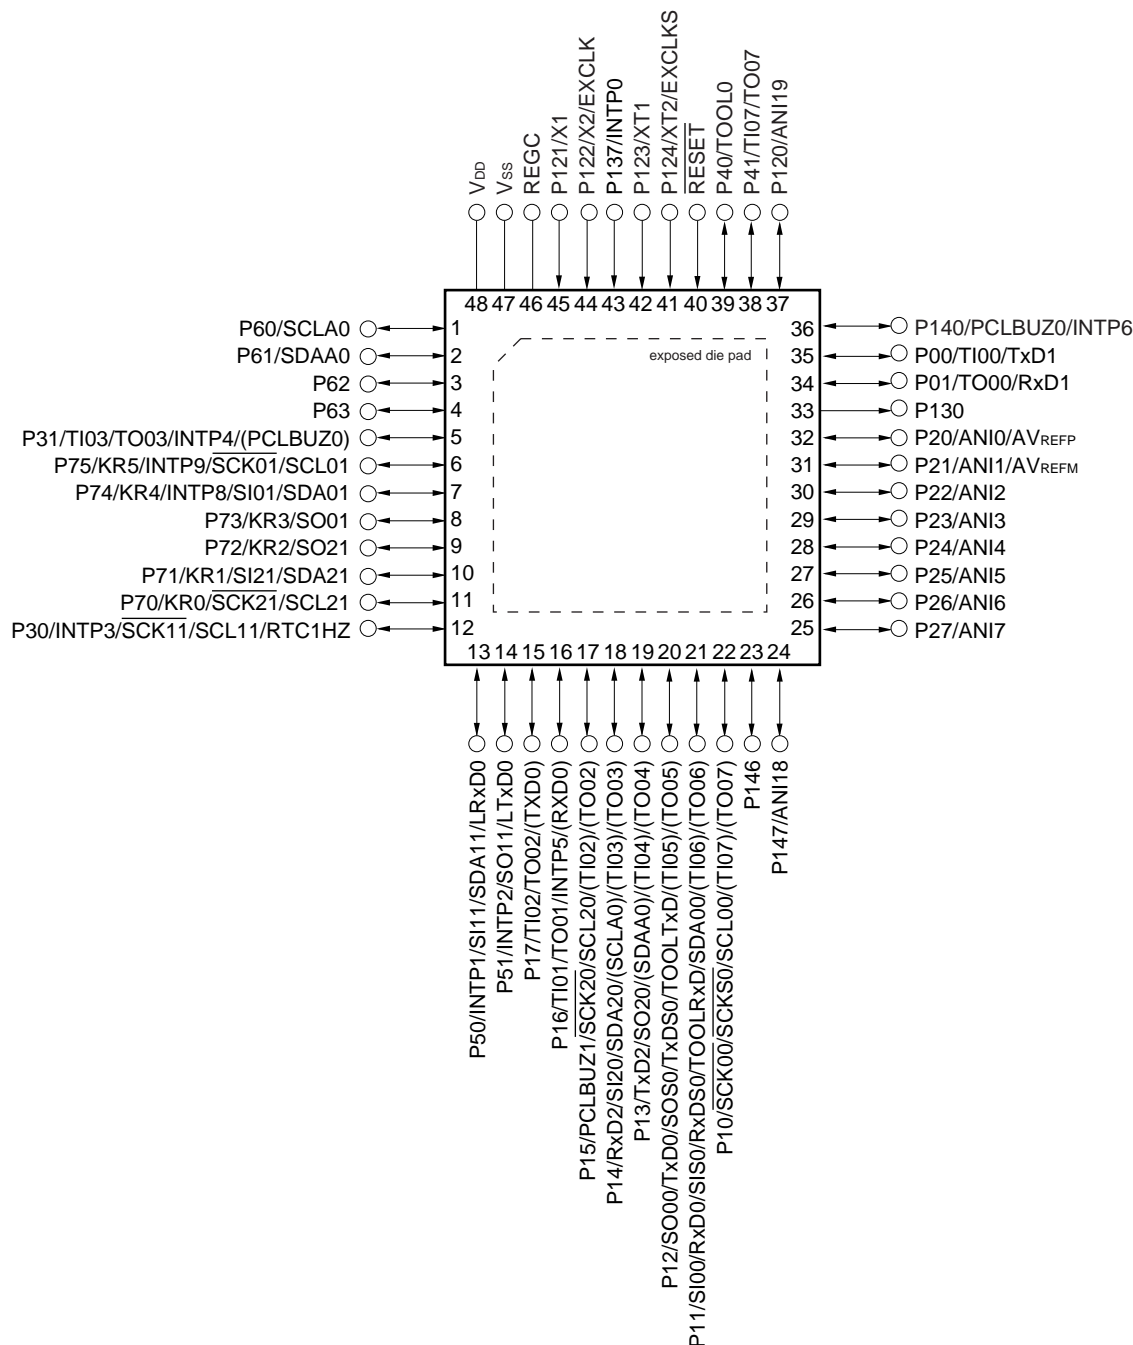 VDD
VSS
REGC
P121/X1
P122/X2/EXCLK
P137/INTP0
P123/XT1
P124/XT2/EXCLKS
RESET
P40/TOOL0
P41/TI07/TO07
P120/ANI19
48 47 46 45 44 43 42 41 40 39 38 37
P60/SCLA0 1
P61/SDAA0 2
P62 3
P63 4
P31/TI03/TO03/INTP4/(PCLBUZ0) 5
P75/KR5/INTP9/SCK01/SCL01 6
P74/KR4/INTP8/SI01/SDA01 7
P73/KR3/SO01 8
P72/KR2/SO21 9
P71/KR1/SI21/SDA21 10
P70/KR0/SCK21/SCL21 11
P30/INTP3/SCK11/SCL11/RTC1HZ 12
exposed die pad
36 P140/PCLBUZ0/INTP6
35 P00/TI00/TxD1
34 P01/TO00/RxD1
33 P130
32 P20/ANI0/AVREFP
31 P21/ANI1/AVREFM
30 P22/ANI2
29 P23/ANI3
28 P24/ANI4
27 P25/ANI5
26 P26/ANI6
25 P27/ANI7
13 14 15 16 17 18 19 20 21 22 23 24
P50/INTP1/SI11/SDA11/LRxD0
P51/INTP2/SO11/LTxD0
P17/TI02/TO02/(TXD0)
P16/TI01/TO01/INTP5/(RXD0)
P15/PCLBUZ1/SCK20/SCL20/(TI02)/(TO02)
P14/RxD2/SI20/SDA20/(SCLA0)/(TI03)/(TO03)
P13/TxD2/SO20/(SDAA0)/(TI04)/(TO04)
P12/SO00/TxD0/SOS0/TxDS0/TOOLTxD/(TI05)/(TO05)
P11/SI00/RxD0/SIS0/RxDS0/TOOLRxD/SDA00/(TI06)/(TO06)
P10/SCK00/SCKS0/SCL00/(TI07)/(TO07)
P146
P147/ANI18